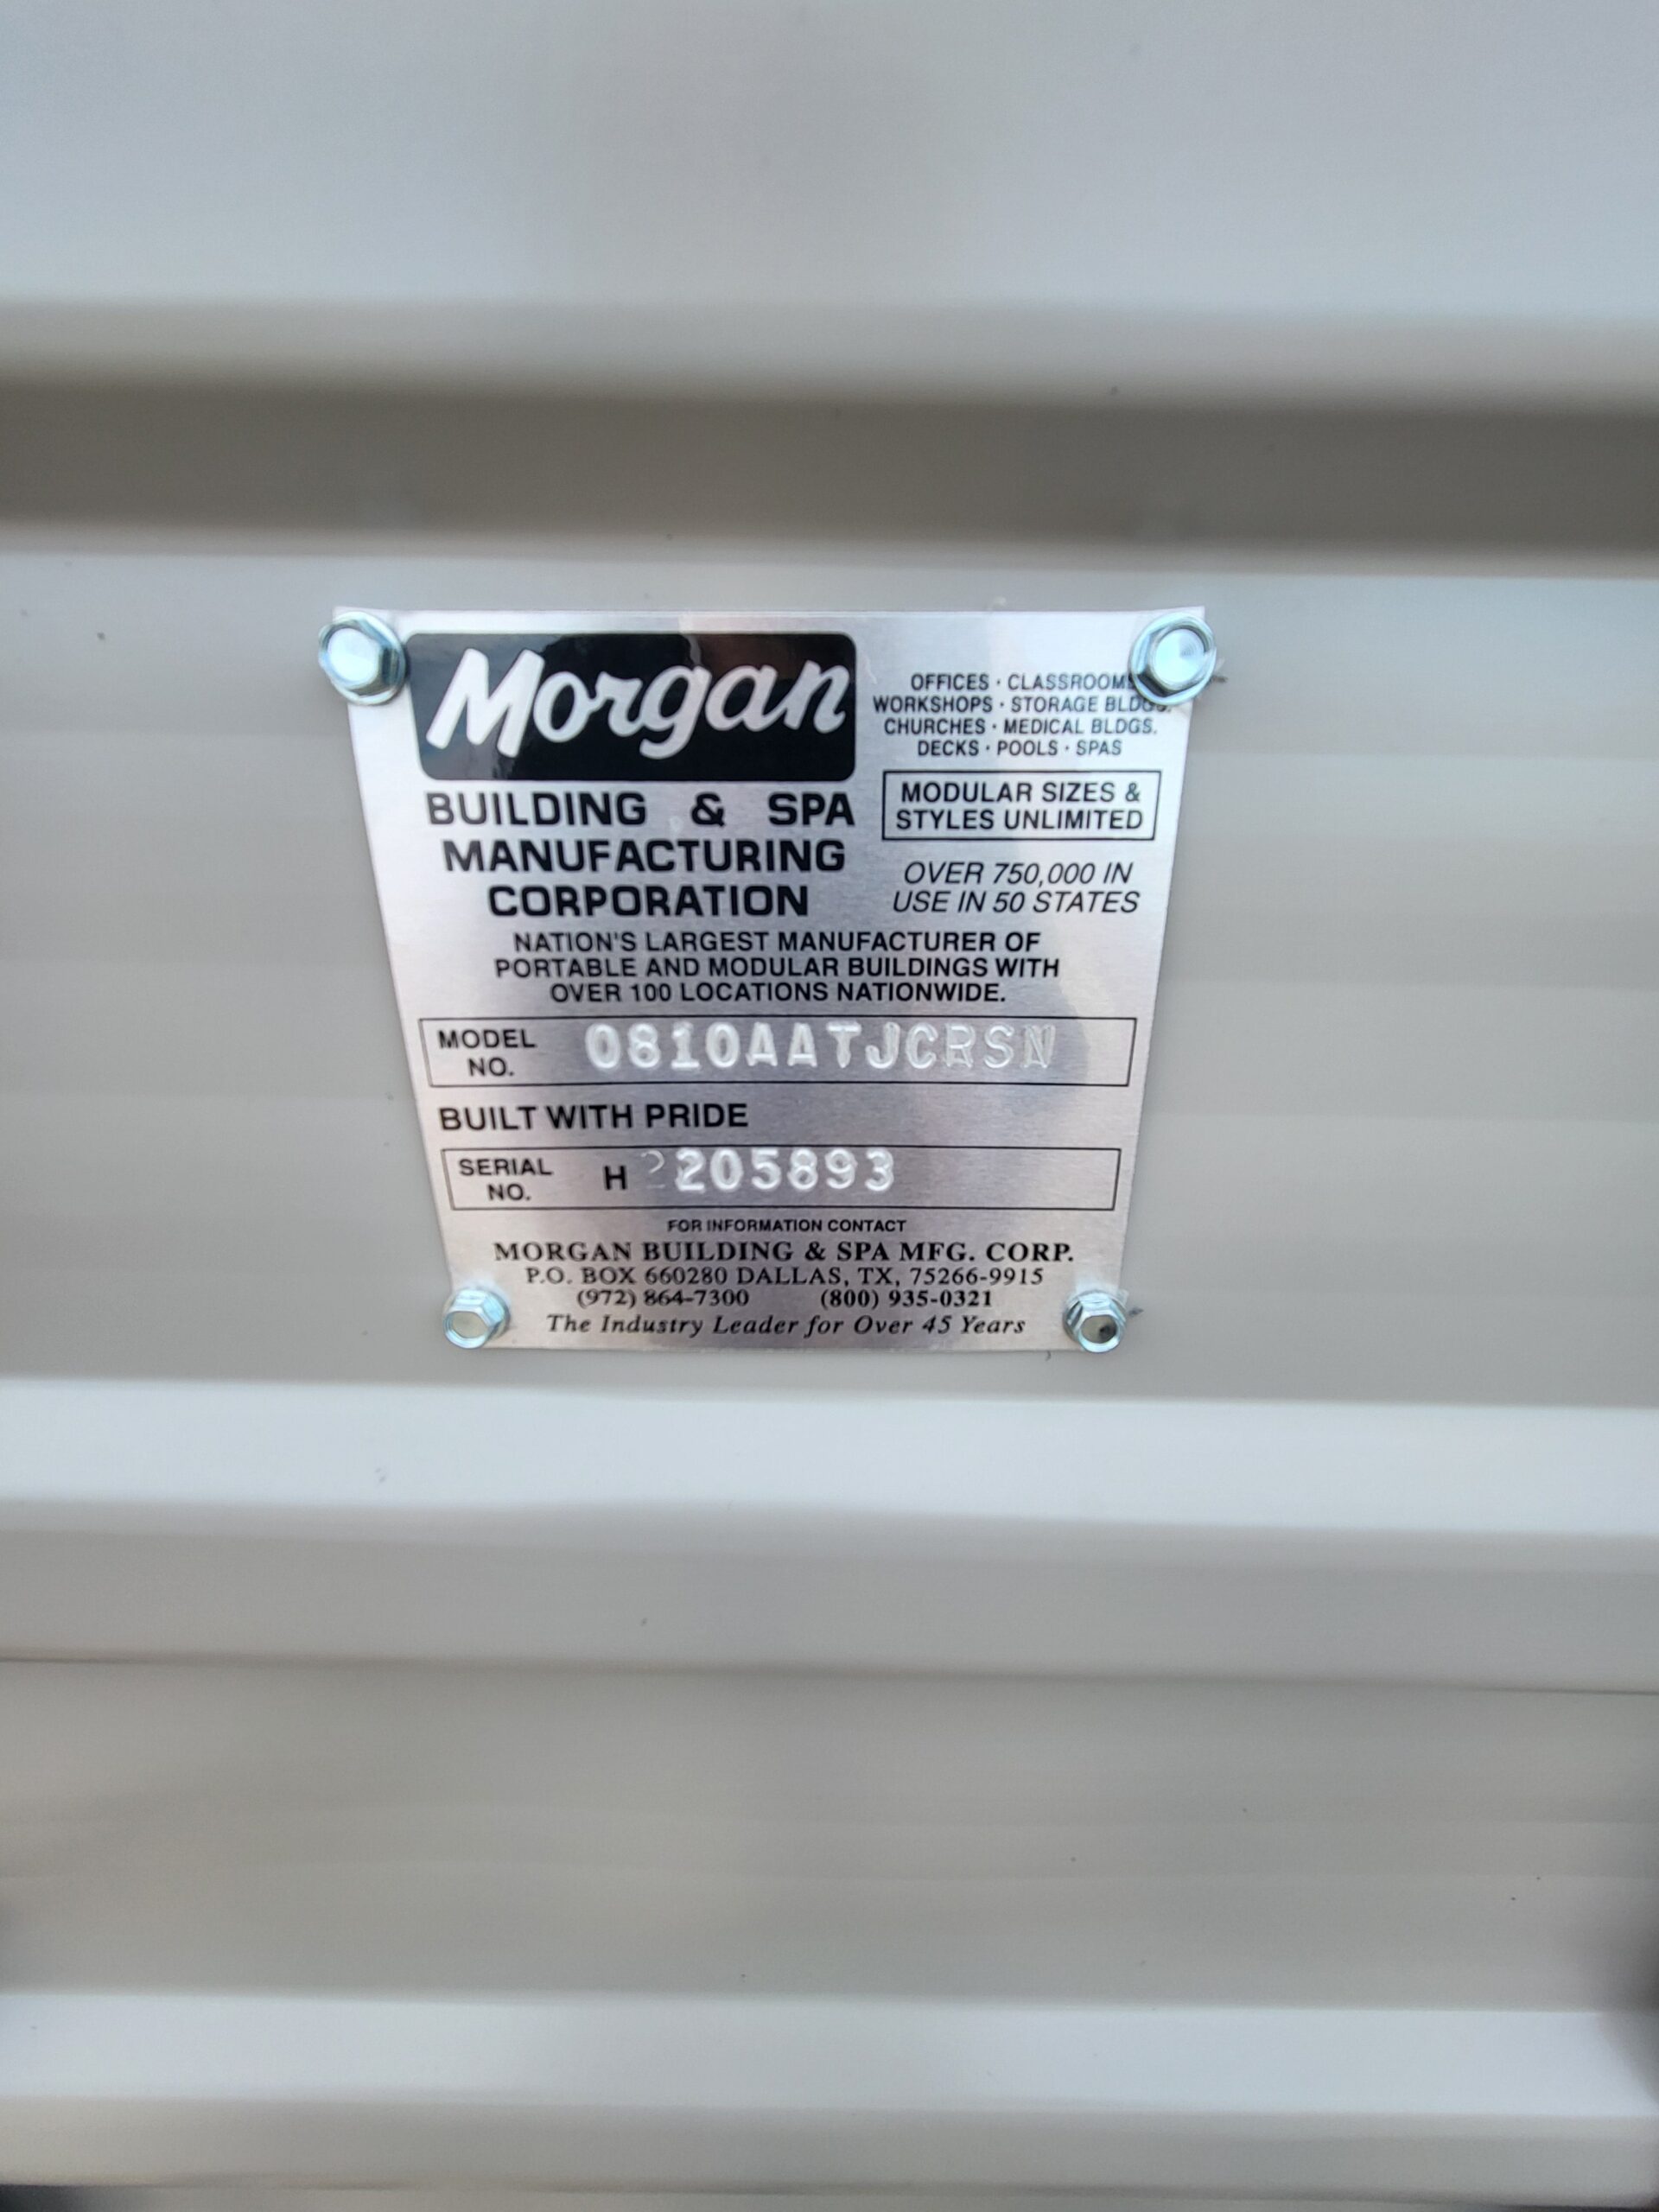 Morgan
BUILDING & SPA
MANUFACTURING
CORPORATION
OFFICES · CLASSROOMS
WORKSHOPS · STORAGE BLDGS.
CHURCHES · MEDICAL BLDGS.
DECKS · POOLS · SPAS
MODULAR SIZES &
STYLES UNLIMITED
OVER 750,000 IN
USE IN 50 STATES
NATION'S LARGEST MANUFACTURER OF
PORTABLE AND MODULAR BUILDINGS WITH
OVER 100 LOCATIONS NATIONWIDE.
MODEL NO. 0810AATJCRSN
BUILT WITH PRIDE
SERIAL NO. H 2205893
FOR INFORMATION CONTACT
MORGAN BUILDING & SPA MFG. CORP.
P.O. BOX 660280 DALLAS, TX, 75266-9915
(972) 864-7300 (800) 935-0321
The Industry Leader for Over 45 Years